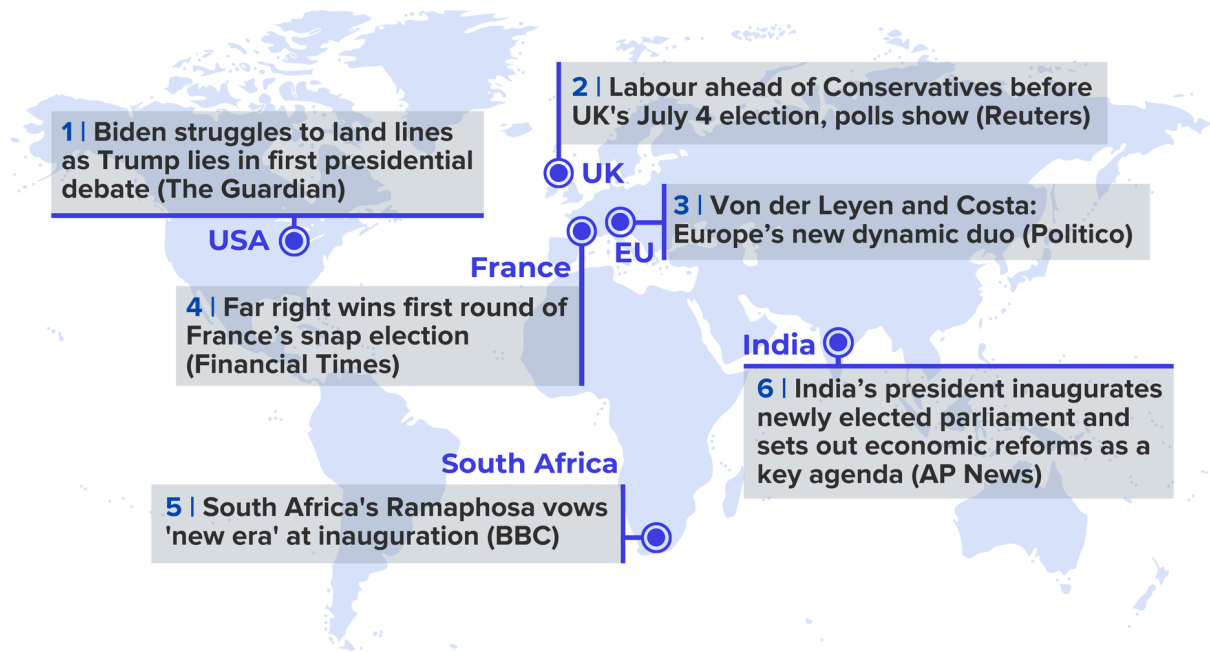 1 | Biden struggles to land lines
as Trump lies in first presidential
debate (The Guardian)
USA
2 | Labour ahead of Conservatives before
UK's July 4 election, polls show (Reuters)
UK
3 | Von der Leyen and Costa:
Europe’s new dynamic duo (Politico)
EU
France
4 | Far right wins first round of
France’s snap election
(Financial Times)
South Africa
5 | South Africa's Ramaphosa vows
'new era' at inauguration (BBC)
India
6 | India’s president inaugurates
newly elected parliament and
sets out economic reforms as a
key agenda (AP News)